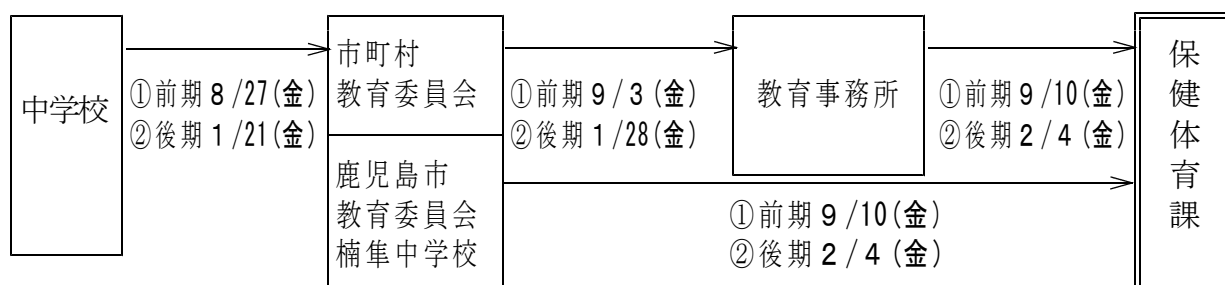 中学校
①前期8/27(金)
②後期1/21(金)
市町村
教育委員会
①前期9/3(金)
②後期1/28(金)
教育事務所
①前期9/10(金)
②後期2/4(金)
鹿児島市
教育委員会
楠隼中学校
①前期9/10(金)
②後期2/4(金)
保健体育課